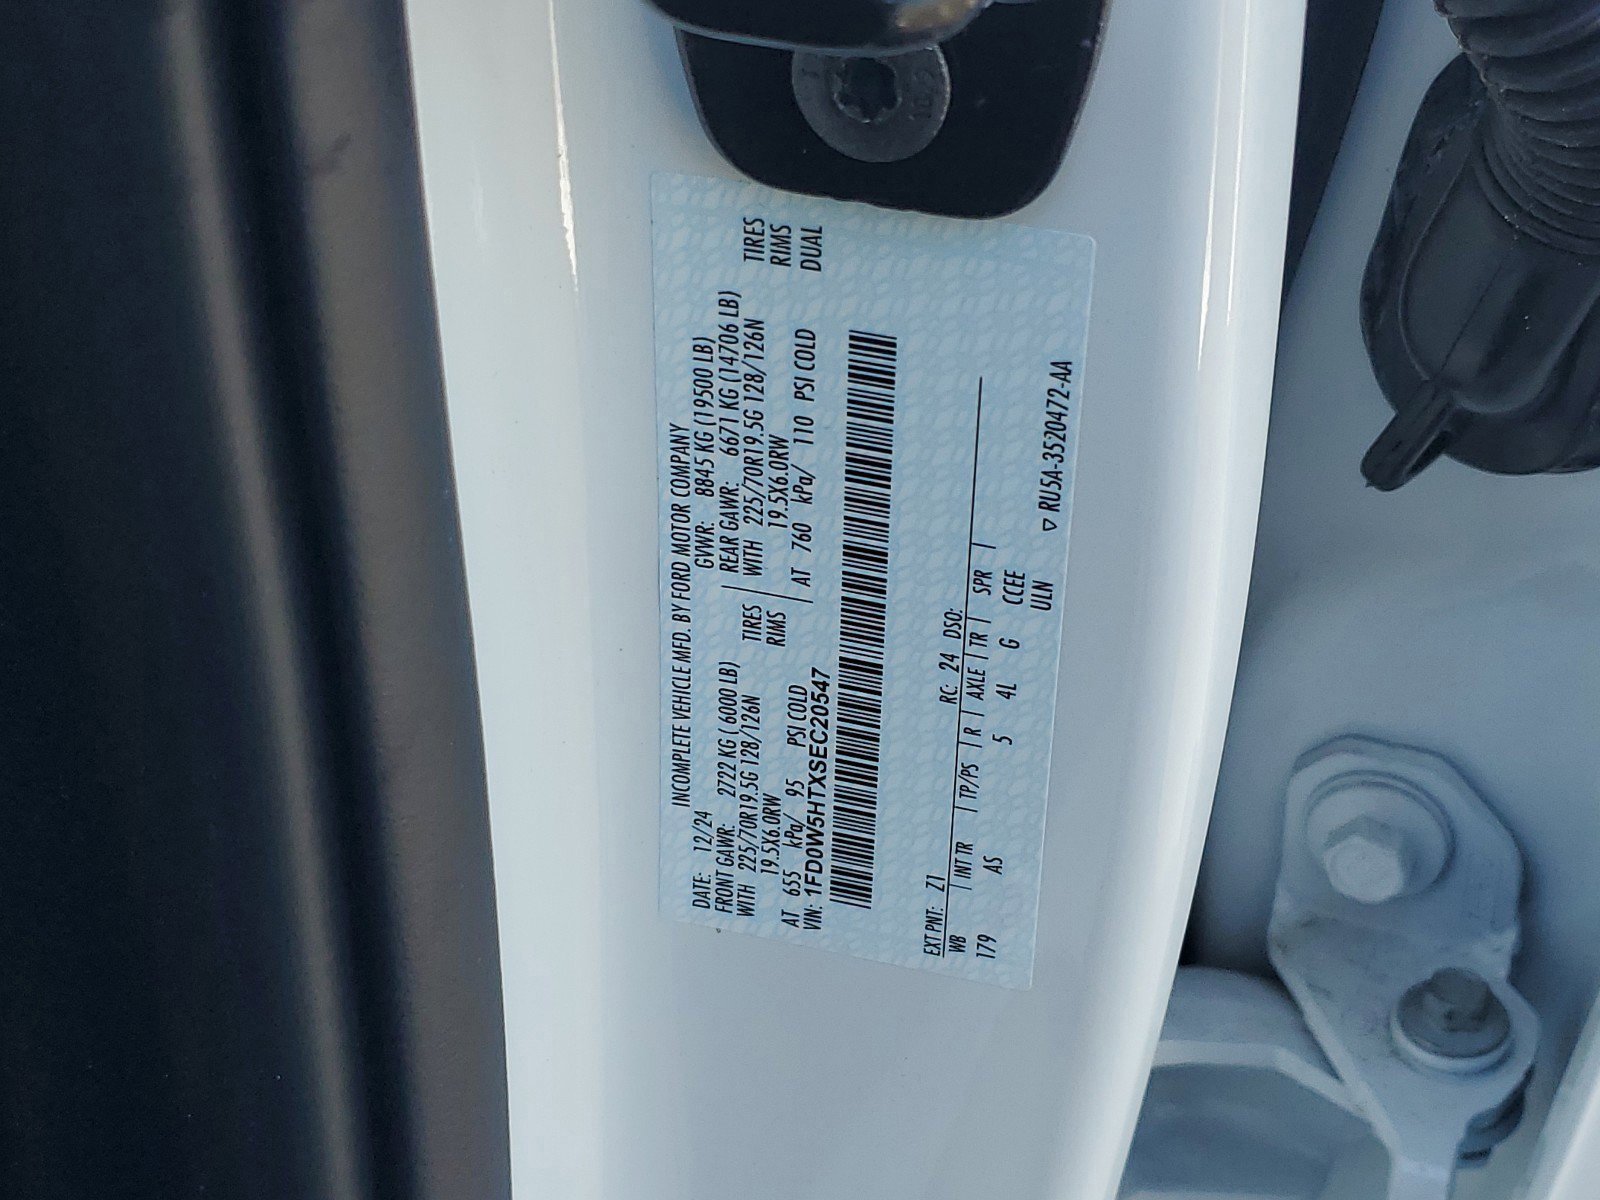 INCOMPLETE VEHICLE MFD. BY FORD MOTOR COMPANY
DATE: 12/24 GVWR: 8845 KG (19500 LB)
FRONT GAWR: 2722 KG (6000 LB) REAR GAWR: 6671 KG (14706 LB)
WITH 225/70R19.5G 128/126N TIRES WITH 225/70R19.5G 128/126N TIRES
19.5X6.0RW RIMS 19.5X6.0RW RIMS
AT 655 kPa/ 95 PSI COLD AT 760 kPa/ 110 PSI COLD DUAL
VIN: 1FD0W5HTXSEC20547
EXT PNT: Z1 RC: 24 DSO:
WB INT TR TP/PS R AXLE TR SPR
179 AS 5 4L G CCEE
ULN
▽ RU5A-3520472-AA